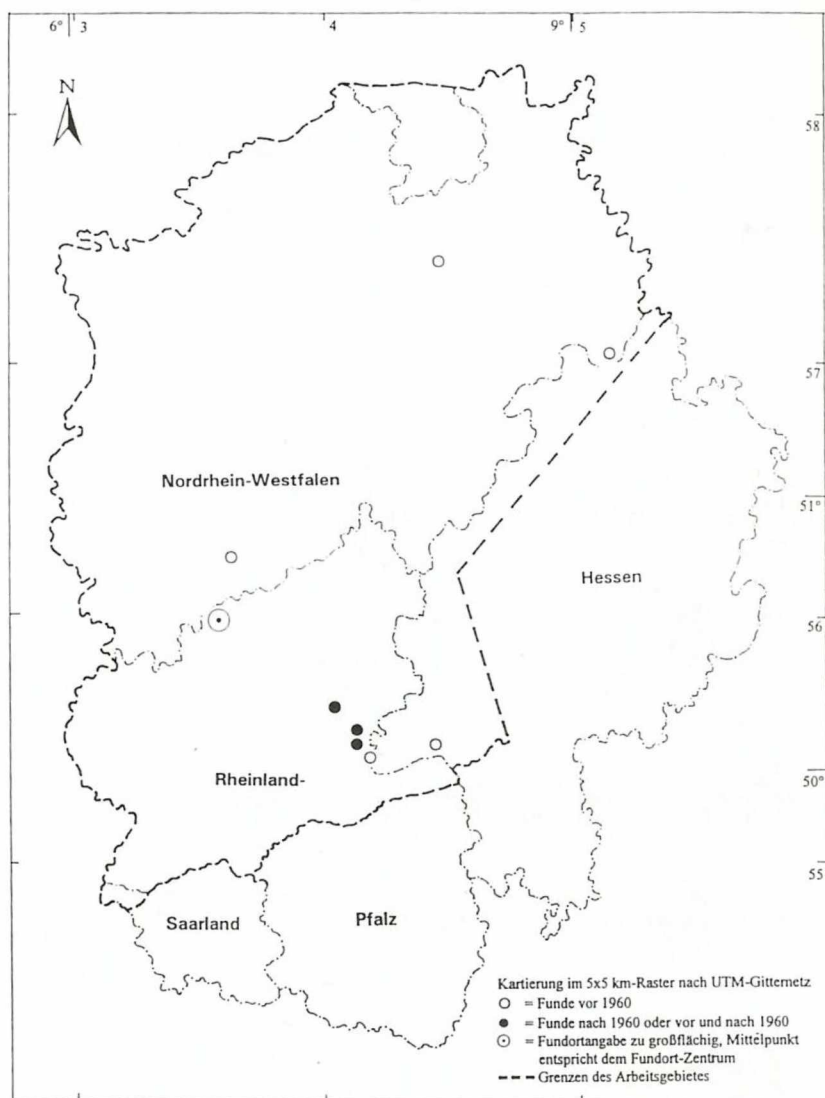 6° 3 4 9° 5
N
58
57
Nordrhein-Westfalen
51°
Hessen
56
Rheinland-
50°
55
Saarland
Pfalz
Kartierung im 5x5 km-Raster nach UTM-Gitternetz
= Funde vor 1960
= Funde nach 1960 oder vor und nach 1960
= Fundortangabe zu großflächig, Mittelpunkt
entspricht dem Fundort-Zentrum
= Grenzen des Arbeitsgebietes